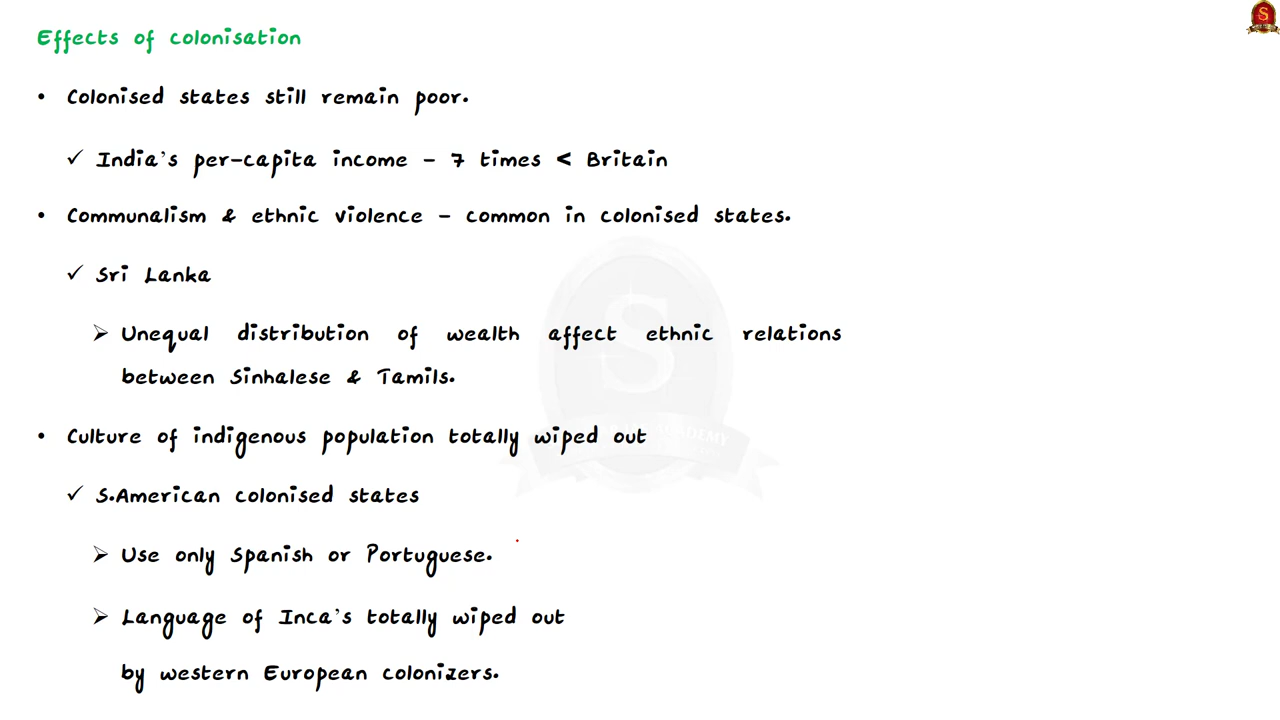 Effects of colonisation
• Colonised states still remain poor.
✓ India's per-capita income – 7 times < Britain
• Communalism & ethnic violence – common in colonised states.
✓ Sri Lanka
➢ Unequal distribution of wealth affect ethnic relations
between Sinhalese & Tamils.
• Culture of indigenous population totally wiped out
✓ S.American colonised states
➢ Use only Spanish or Portuguese.
➢ Language of Inca's totally wiped out
by western European colonizers.
S
S
ACADEMY